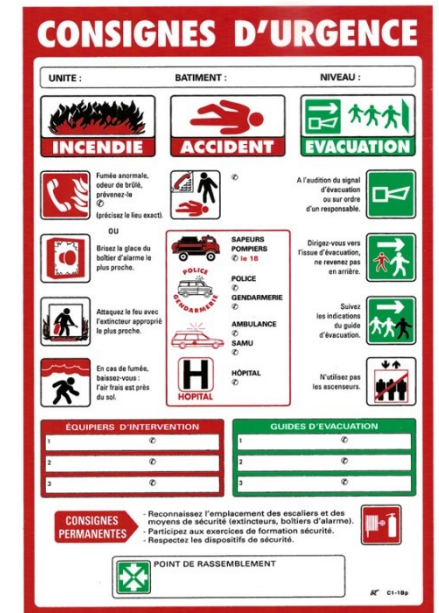 CONSIGNES D'URGENCE
UNITE :
BATIMENT :
NIVEAU :
INCENDIE
Fumée anormale,
odeur de brûlé,
prévenez-le
✆
(précisez le lieu exact).
OU
Brisez la glace du
boîtier d'alarme le
plus proche.
Attaquez le feu avec
l'extincteur approprié
le plus proche.
En cas de fumée,
baissez-vous :
l'air frais est près
du sol.
ACCIDENT
✆
SAPEURS
POMPIERS
✆ le 18
POLICE
GENDARMERIE
POLICE
✆
GENDARMERIE
✆
AMBULANCE
✆
SAMU
✆
H
HOPITAL
HÔPITAL
✆
EVACUATION
A l'audition du signal
d'évacuation
ou sur ordre
d'un responsable.
Dirigez-vous vers
l'issue d'évacuation,
ne revenez pas
en arrière.
Suivez
les indications
du guide
d'évacuation.
N'utilisez pas
les ascenseurs.
ÉQUIPIERS D'INTERVENTION
1 ✆
2 ✆
3 ✆
GUIDES D'EVACUATION
1 ✆
2 ✆
3 ✆
CONSIGNES
PERMANENTES
- Reconnaissez l'emplacement des escaliers et des
moyens de sécurité (extincteurs, boîtiers d'alarme).
- Participez aux exercices de formation sécurité.
- Respectez les dispositifs de sécurité.
POINT DE RASSEMBLEMENT
C1-1Bp